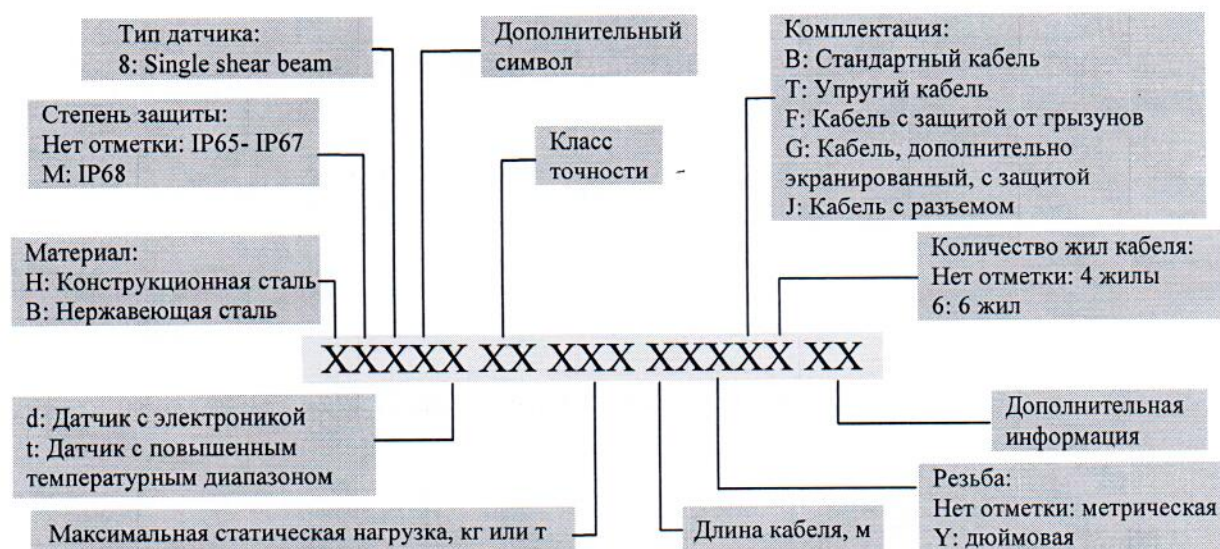 Тип датчика:
8: Single shear beam
Дополнительный
символ
Комплектация:
B: Стандартный кабель
T: Упругий кабель
F: Кабель с защитой от грызунов
G: Кабель, дополнительно
экранированный, с защитой
J: Кабель с разъемом
Степень защиты:
Нет отметки: IP65- IP67
M: IP68
Класс
точности
Материал:
H: Конструкционная сталь
B: Нержавеющая сталь
Количество жил кабеля:
Нет отметки: 4 жилы
6: 6 жил
XXXXX XX XXX XXXXX XX
d: Датчик с электроникой
t: Датчик с повышенным
температурным диапазоном
Дополнительная
информация
Максимальная статическая нагрузка, кг или т
Длина кабеля, м
Резьба:
Нет отметки: метрическая
Y: дюймовая